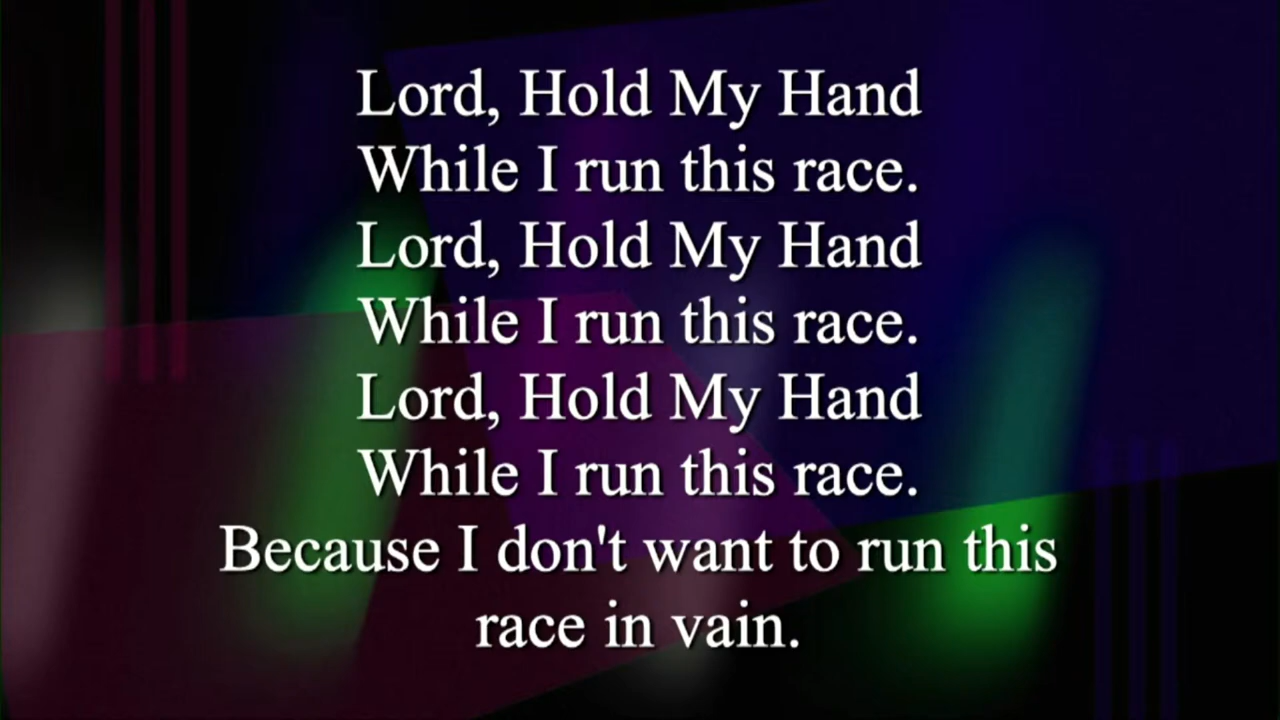 Lord, Hold My Hand
While I run this race.
Lord, Hold My Hand
While I run this race.
Lord, Hold My Hand
While I run this race.
Because I don't want to run this
race in vain.